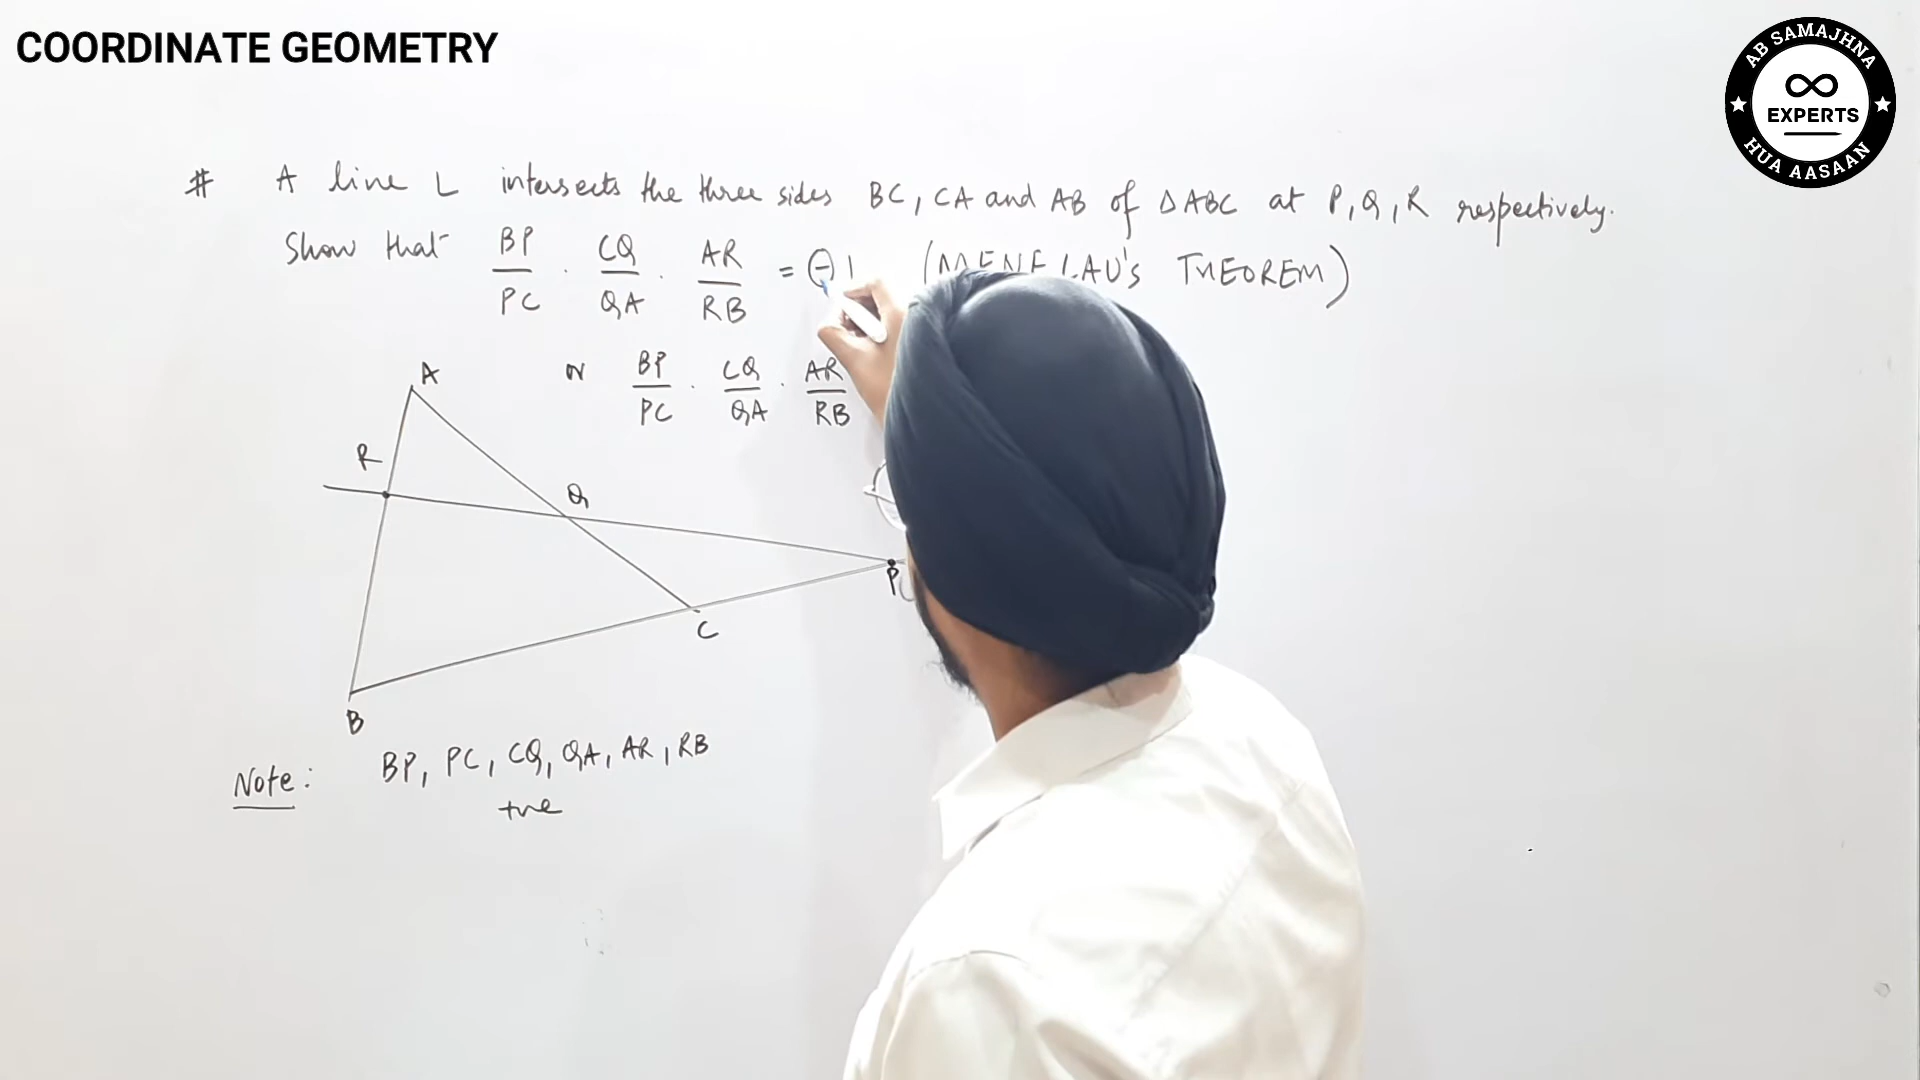 COORDINATE GEOMETRY
AB SAMAJHNA
EXPERTS
HUA AASAAN
# A line L intersects the three sides BC, CA and AB of Δ ABC at P, Q, R respectively.
Show that BP/PC . CQ/QA . AR/RB = -1 (MENELAU's THEOREM)
or BP/PC . CQ/QA . AR/RB
A
R
Q
P
C
B
Note: BP, PC, CQ, QA, AR, RB
+ve